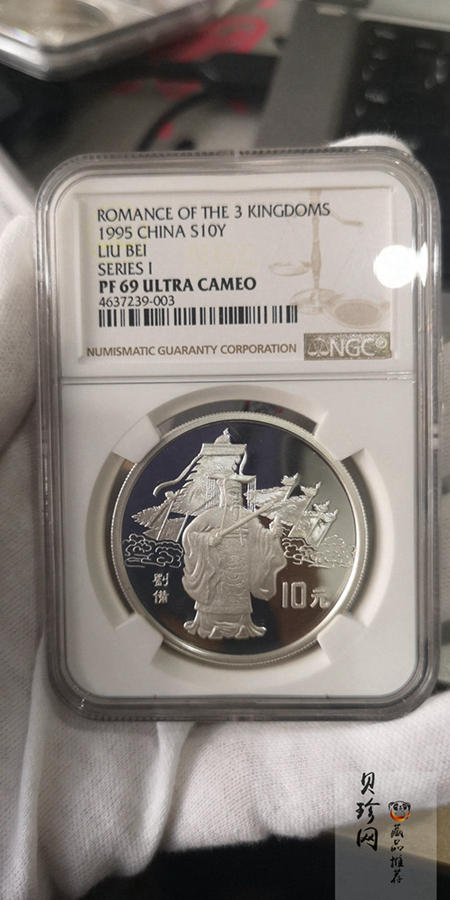 ROMANCE OF THE 3 KINGDOMS
1995 CHINA S10Y
LIU BEI
SERIES I
PF 69 ULTRA CAMEO
4637239-003
NUMISMATIC GUARANTY CORPORATION
NGC
劉備
10元
贝珍网
藏品推荐